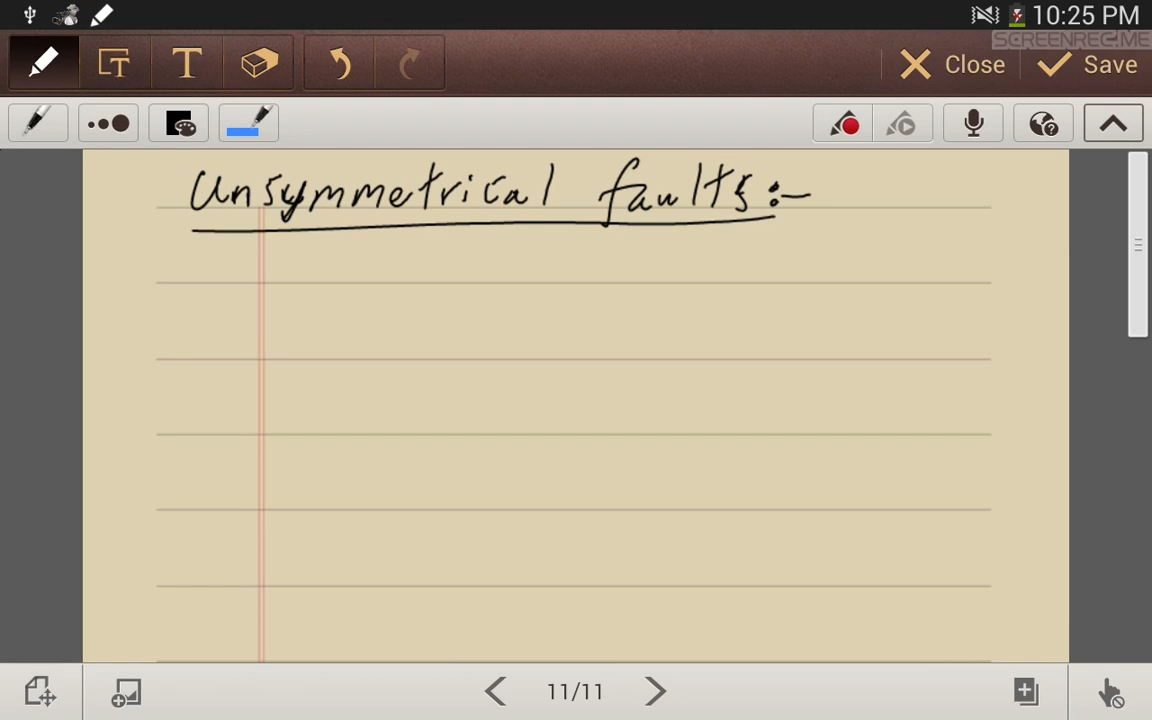 10:25 PM
SCREENREC.ME
T T Close Save
Unsymmetrical faults:-
11/11